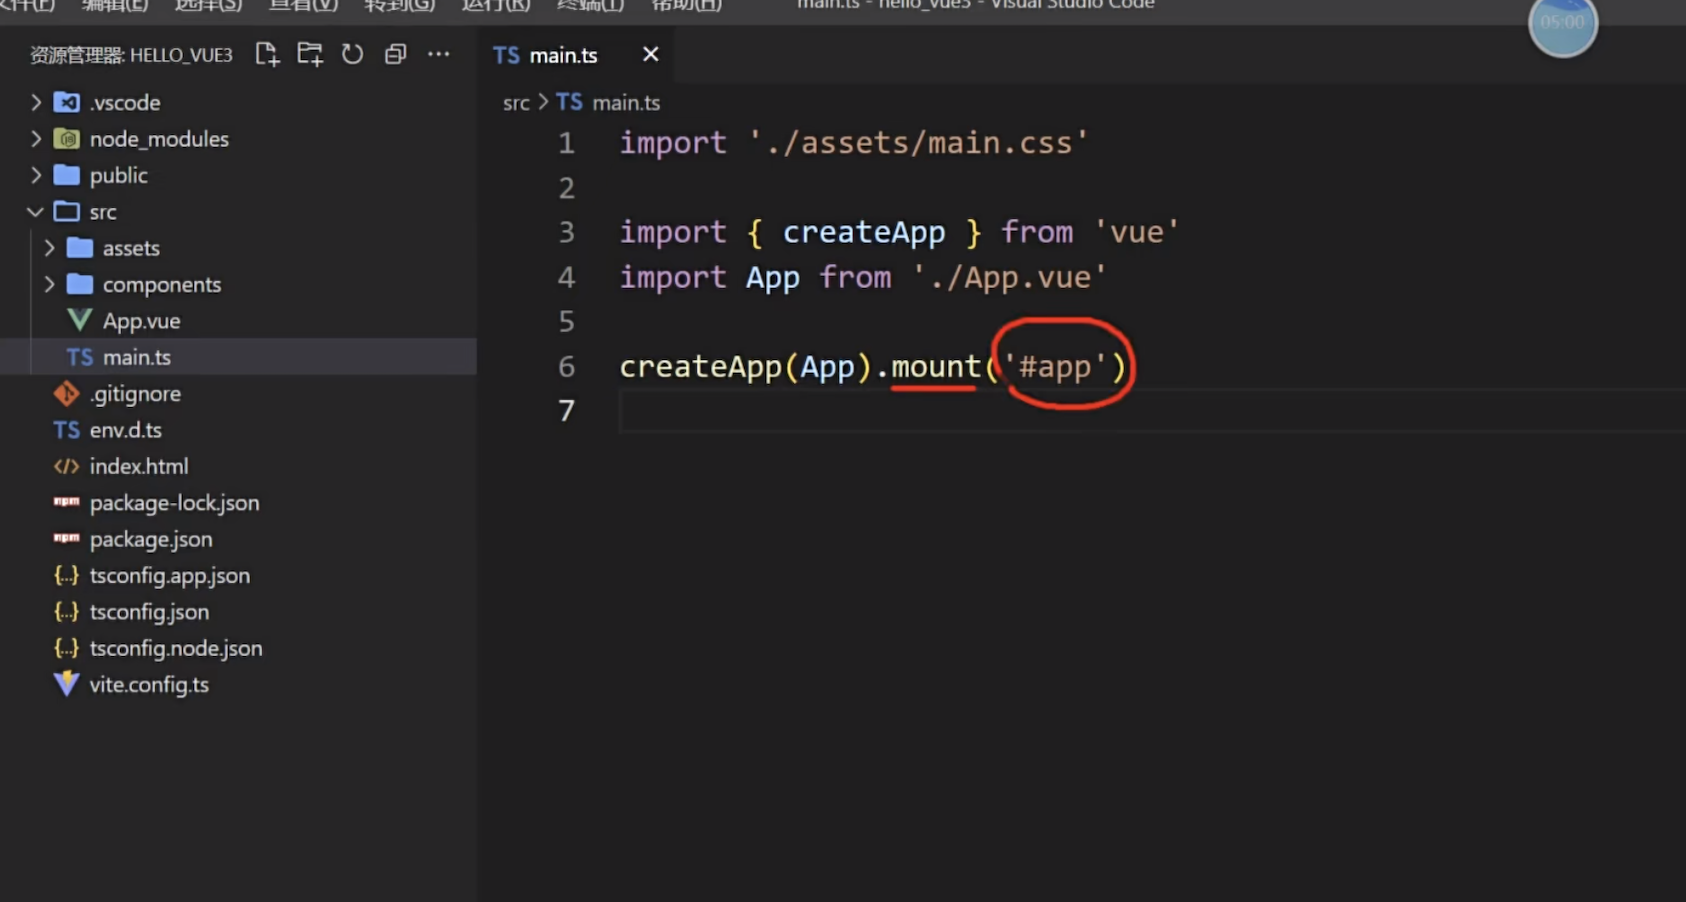 文件(F) 编辑(E) 选择(S) 查看(V) 转到(G) 运行(R) 终端(T) 帮助(H) main.ts - hello_vue3 - Visual Studio Code
05:00
资源管理器: HELLO_VUE3
TS main.ts
.vscode
node_modules
public
src
assets
components
App.vue
TS main.ts
.gitignore
TS env.d.ts
index.html
npm package-lock.json
npm package.json
{..} tsconfig.app.json
{..} tsconfig.json
{..} tsconfig.node.json
vite.config.ts
src > TS main.ts
1 import './assets/main.css'
2
3 import { createApp } from 'vue'
4 import App from './App.vue'
5
6 createApp(App).mount('#app')
7